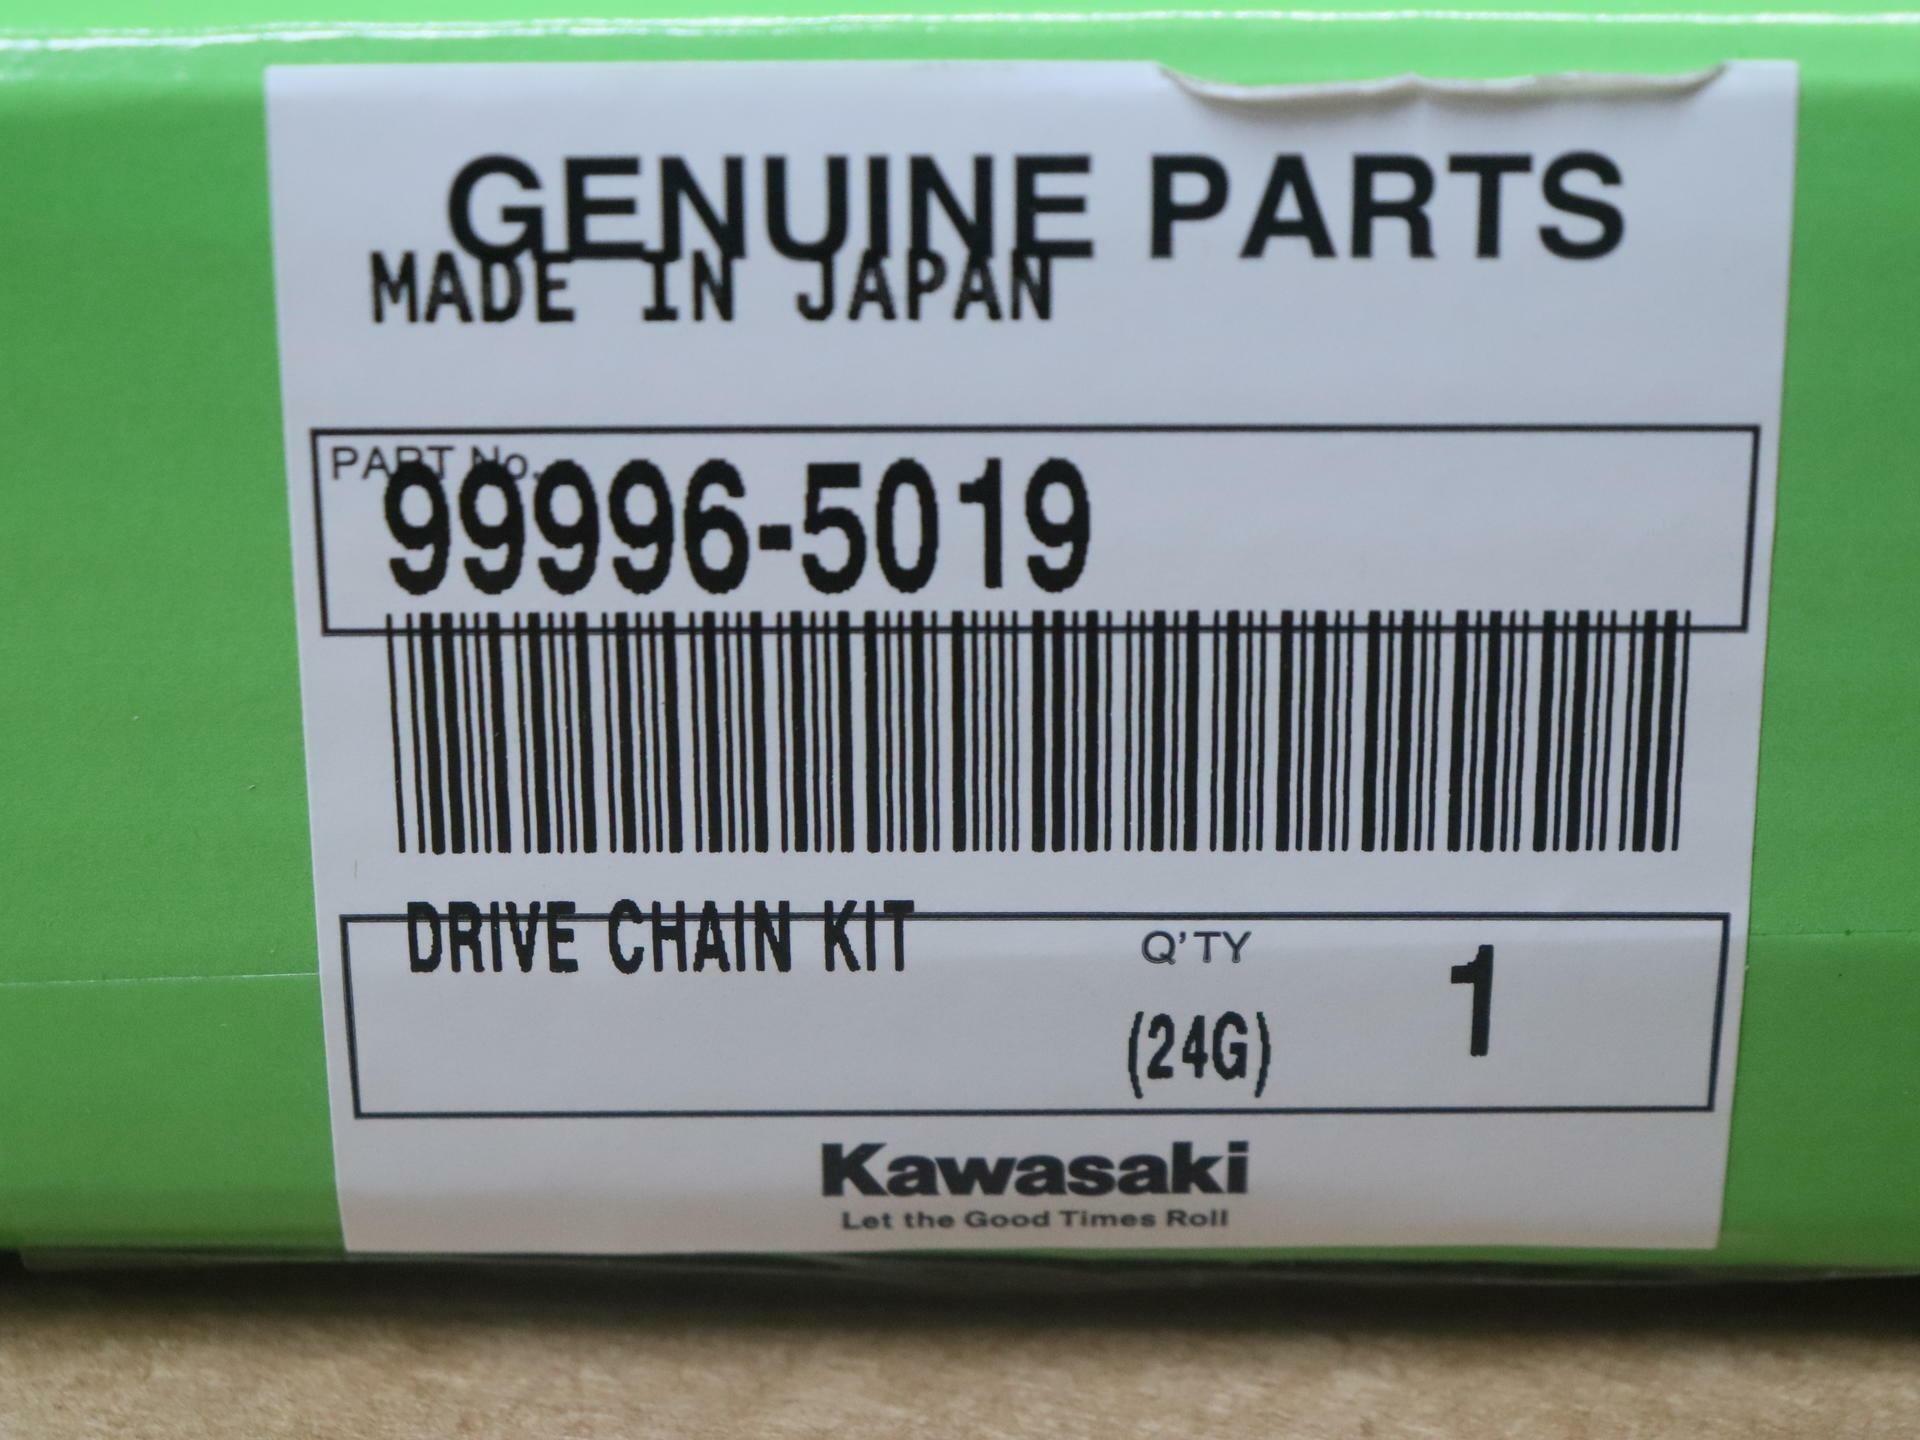 GENUINE PARTS
MADE IN JAPAN
PART No.
99996-5019
DRIVE CHAIN KIT
Q'TY
1
(24G)
Kawasaki
Let the Good Times Roll